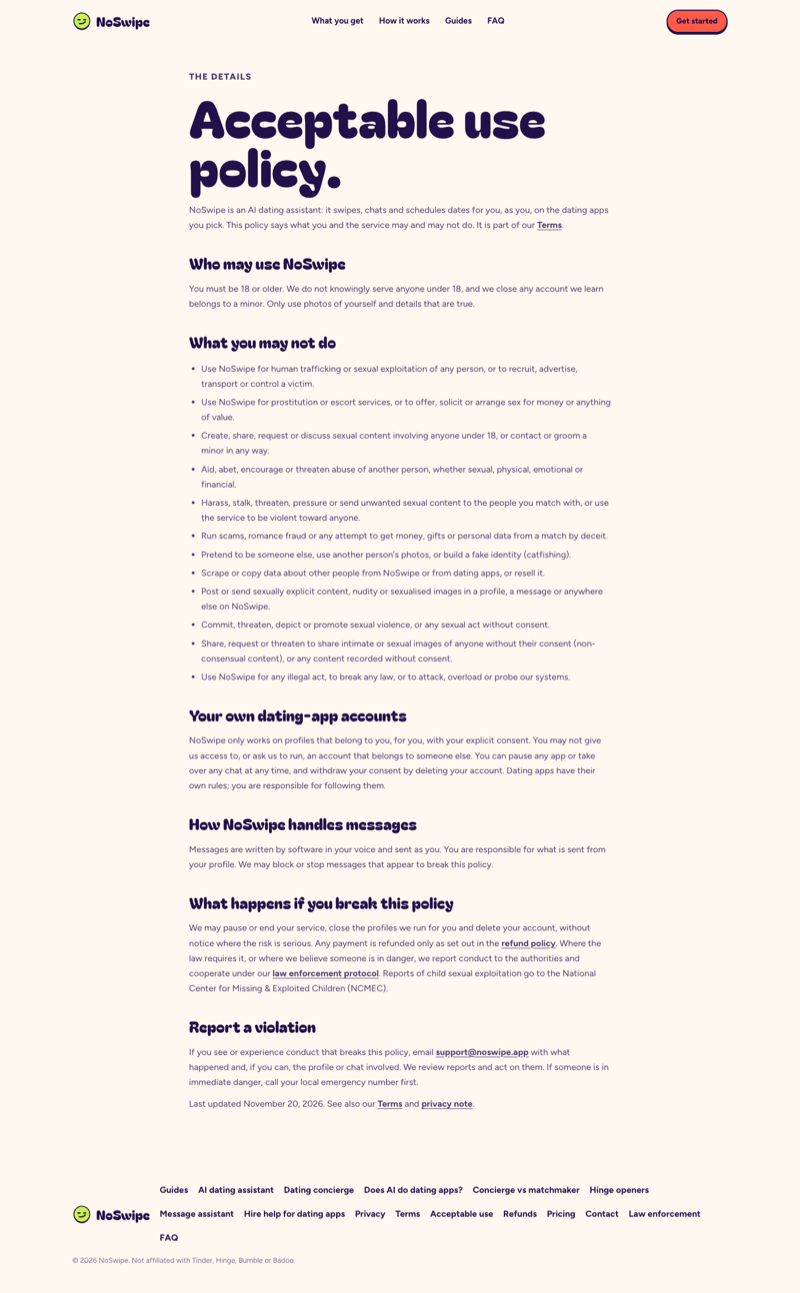 NoSwipe
What you get How it works Guides FAQ
Get started
THE DETAILS
Acceptable use
policy.
NoSwipe is an AI dating assistant: it swipes, chats and schedules dates for you, as you, on the dating apps
you pick. This policy says what you and the service may and may not do. It is part of our Terms.
Who may use NoSwipe
You must be 18 or older. We do not knowingly serve anyone under 18, and we close any account we learn
belongs to a minor. Only use photos of yourself and details that are true.
What you may not do
• Use NoSwipe for human trafficking or sexual exploitation of any person, or to recruit, advertise,
transport or control a victim.
• Use NoSwipe for prostitution or escort services, or to offer, solicit or arrange sex for money or anything
of value.
• Create, share, request or discuss sexual content involving anyone under 18, or contact or groom a
minor in any way.
• Aid, abet, encourage or threaten abuse of another person, whether sexual, physical, emotional or
financial.
• Harass, stalk, threaten, pressure or send unwanted sexual content to the people you match with, or use
the service to be violent toward anyone.
• Run scams, romance fraud or any attempt to get money, gifts or personal data from a match by deceit.
• Pretend to be someone else, use another person's photos, or build a fake identity (catfishing).
• Scrape or copy data about other people from NoSwipe or from dating apps, or resell it.
• Post or send sexually explicit content, nudity or sexualised images in a profile, a message or anywhere
else on NoSwipe.
• Commit, threaten, depict or promote sexual violence, or any sexual act without consent.
• Share, request or threaten to share intimate or sexual images of anyone without their consent (non-
consensual content), or any content recorded without consent.
• Use NoSwipe for any illegal act, to break any law, or to attack, overload or probe our systems.
Your own dating-app accounts
NoSwipe only works on profiles that belong to you, for you, with your explicit consent. You may not give
us access to, or ask us to run, an account that belongs to someone else. You can pause any app or take
over any chat at any time, and withdraw your consent by deleting your account. Dating apps have their
own rules; you are responsible for following them.
How NoSwipe handles messages
Messages are written by software in your voice and sent as you. You are responsible for what is sent from
your profile. We may block or stop messages that appear to break this policy.
What happens if you break this policy
We may pause or end your service, close the profiles we run for you and delete your account, without
notice where the risk is serious. Any payment is refunded only as set out in the refund policy. Where the
law requires it, or where we believe someone is in danger, we report conduct to the authorities and
cooperate under our law enforcement protocol. Reports of child sexual exploitation go to the National
Center for Missing & Exploited Children (NCMEC).
Report a violation
If you see or experience conduct that breaks this policy, email support@noswipe.app with what
happened and, if you can, the profile or chat involved. We review reports and act on them. If someone is in
immediate danger, call your local emergency number first.
Last updated November 20, 2026. See also our Terms and privacy note.
NoSwipe
Guides AI dating assistant Dating concierge Does AI do dating apps? Concierge vs matchmaker Hinge openers
Message assistant Hire help for dating apps Privacy Terms Acceptable use Refunds Pricing Contact Law enforcement
FAQ
© 2026 NoSwipe. Not affiliated with Tinder, Hinge, Bumble or Badoo.